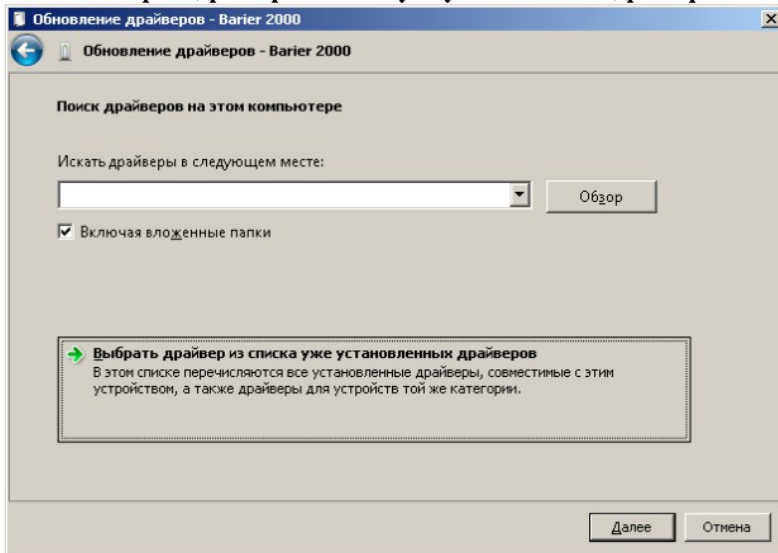 Обновление драйверов - Barier 2000
Обновление драйверов - Barier 2000
Поиск драйверов на этом компьютере
Искать драйверы в следующем месте:
Обзор
Включая вложенные папки
Выбрать драйвер из списка уже установленных драйверов
В этом списке перечисляются все установленные драйверы, совместимые с этим
устройством, а также драйверы для устройств той же категории.
Далее
Отмена